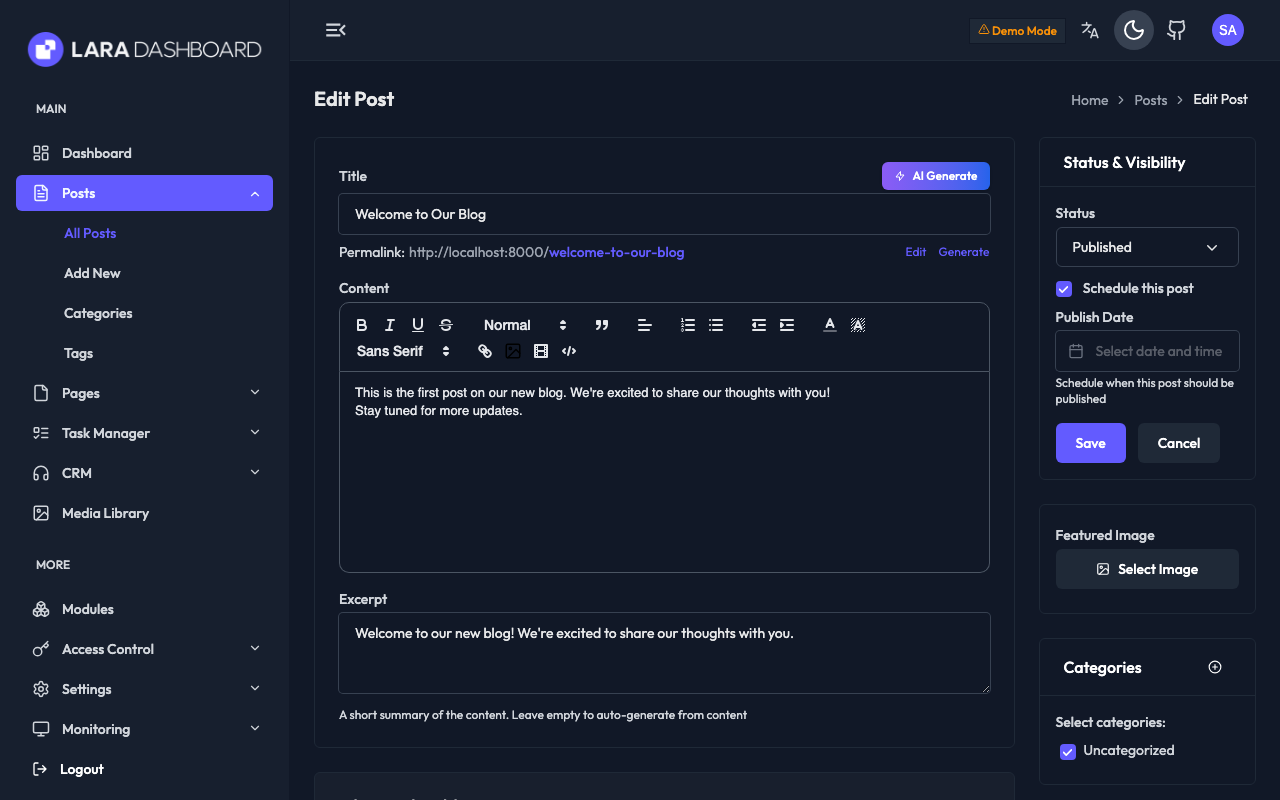 LARA DASHBOARD
MAIN
Dashboard
Posts
All Posts
Add New
Categories
Tags
Pages
Task Manager
CRM
Media Library
MORE
Modules
Access Control
Settings
Monitoring
Logout
Demo Mode
SA
Edit Post
Home > Posts > Edit Post
Title
AI Generate
Welcome to Our Blog
Permalink: http://localhost:8000/welcome-to-our-blog
Edit Generate
Content
Normal
Sans Serif
This is the first post on our new blog. We're excited to share our thoughts with you!
Stay tuned for more updates.
Excerpt
Welcome to our new blog! We're excited to share our thoughts with you.
A short summary of the content. Leave empty to auto-generate from content
Status & Visibility
Status
Published
Schedule this post
Publish Date
Select date and time
Schedule when this post should be
published
Save
Cancel
Featured Image
Select Image
Categories
Select categories:
Uncategorized